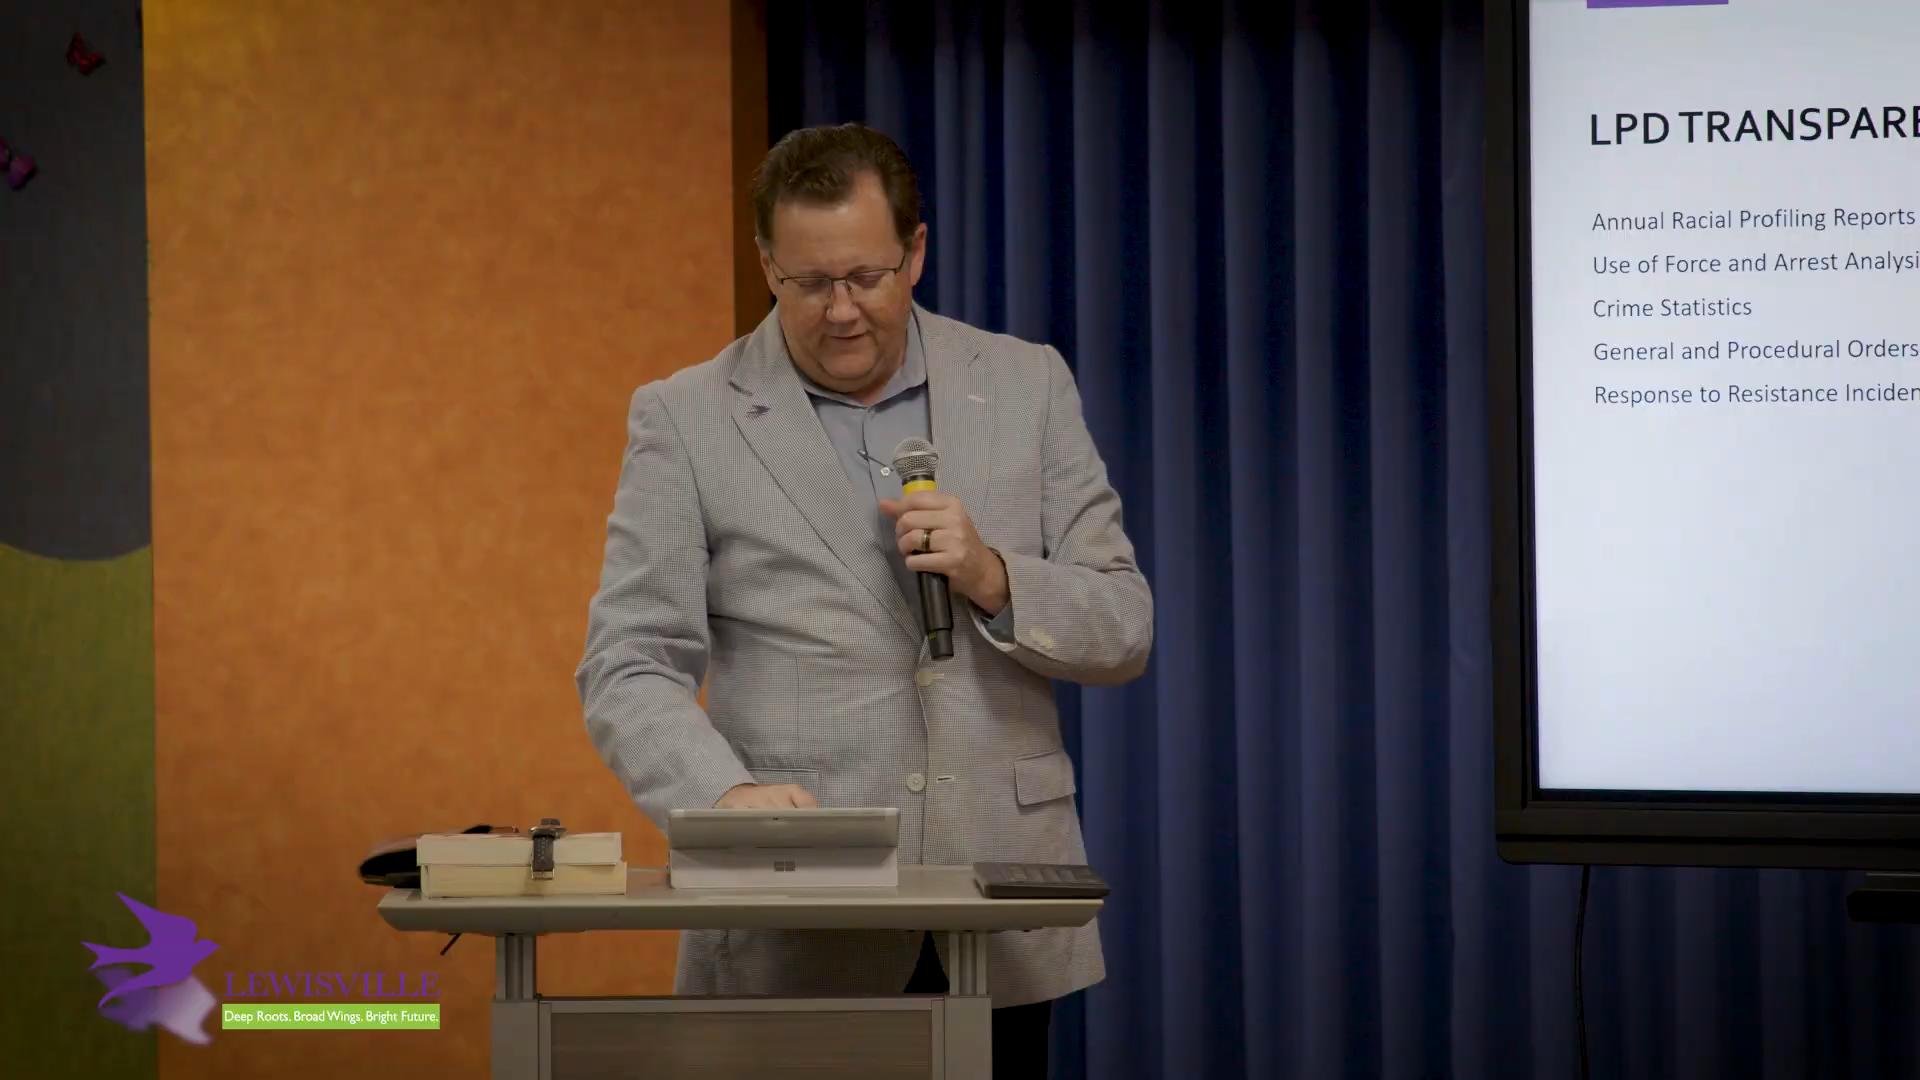 LPD TRANSPARE
Annual Racial Profiling Reports
Use of Force and Arrest Analysi
Crime Statistics
General and Procedural Orders
Response to Resistance Inciden
LEWISVILLE
Deep Roots. Broad Wings. Bright Future.